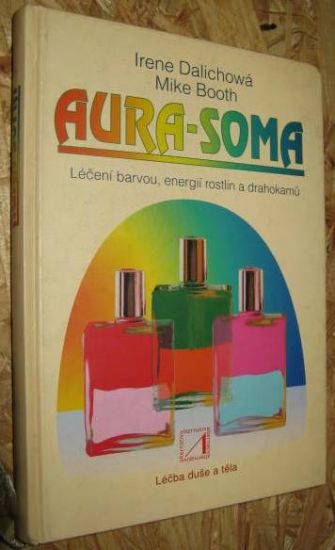 Irene Dalichowá
Mike Booth
AURA-SOMA
Léčení barvou, energií rostlin a drahokamů
Léčba duše a těla